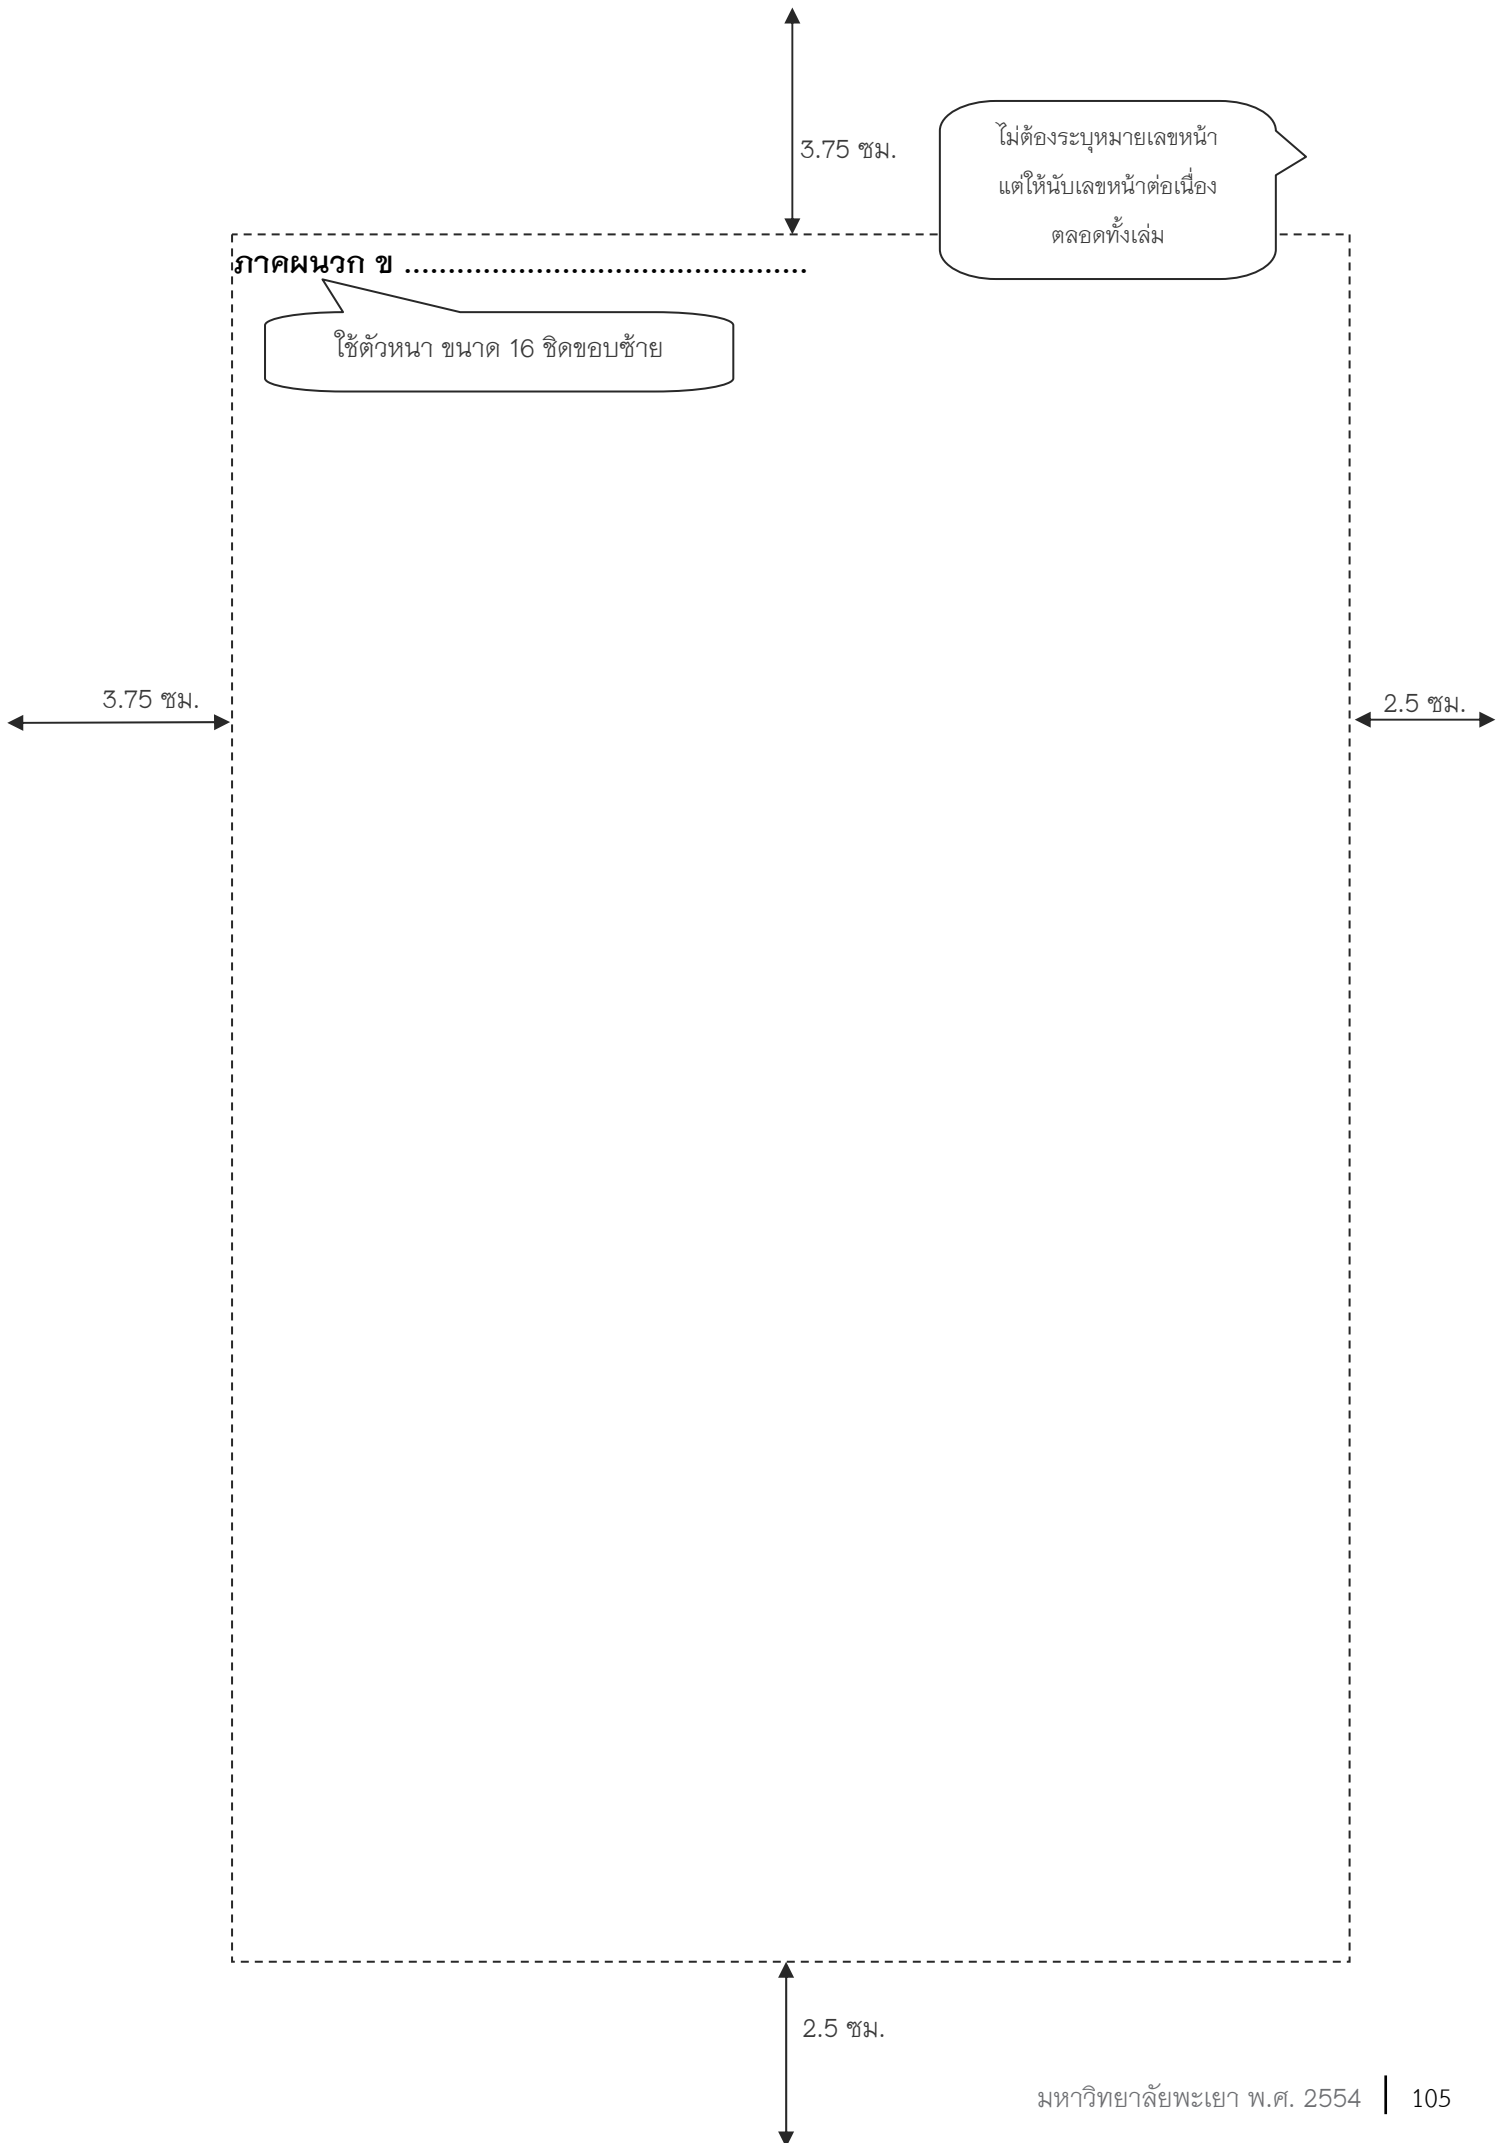 3.75 ซม.
ไม่ต้องระบุหมายเลขหน้า
แต่ให้นับเลขหน้าต่อเนื่อง
ตลอดทั้งเล่ม
ภาคผนวก ข ..............................................
ใช้ตัวหนา ขนาด 16 ชิดขอบซ้าย
3.75 ซม.
2.5 ซม.
2.5 ซม.
มหาวิทยาลัยพะเยา พ.ศ. 2554 | 105